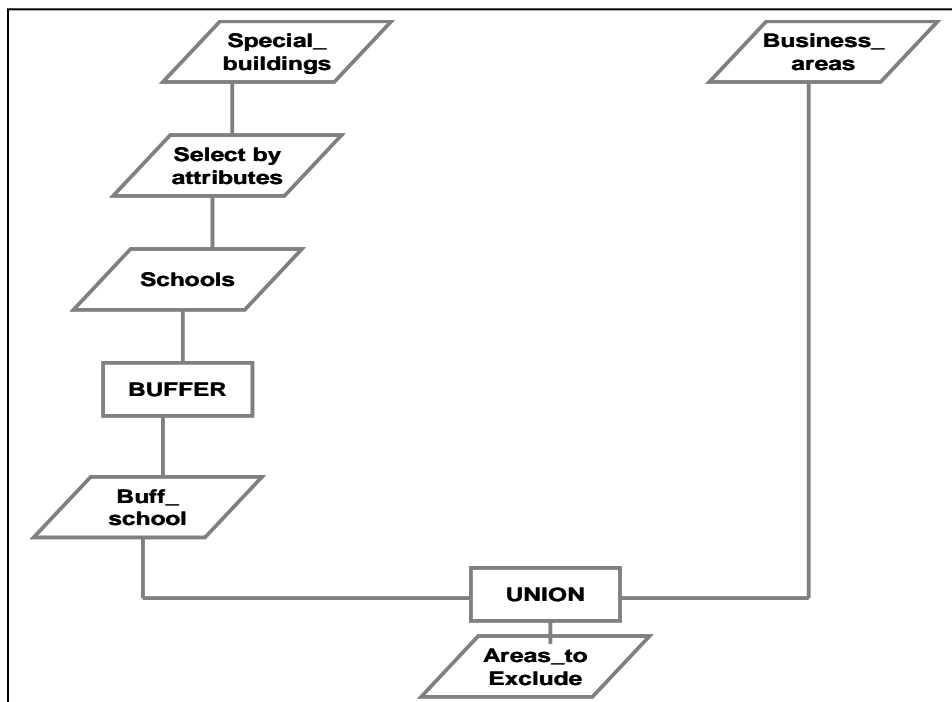 Special_
buildings
Business_
areas
Select by
attributes
Schools
BUFFER
Buff_
school
UNION
Areas_to
Exclude